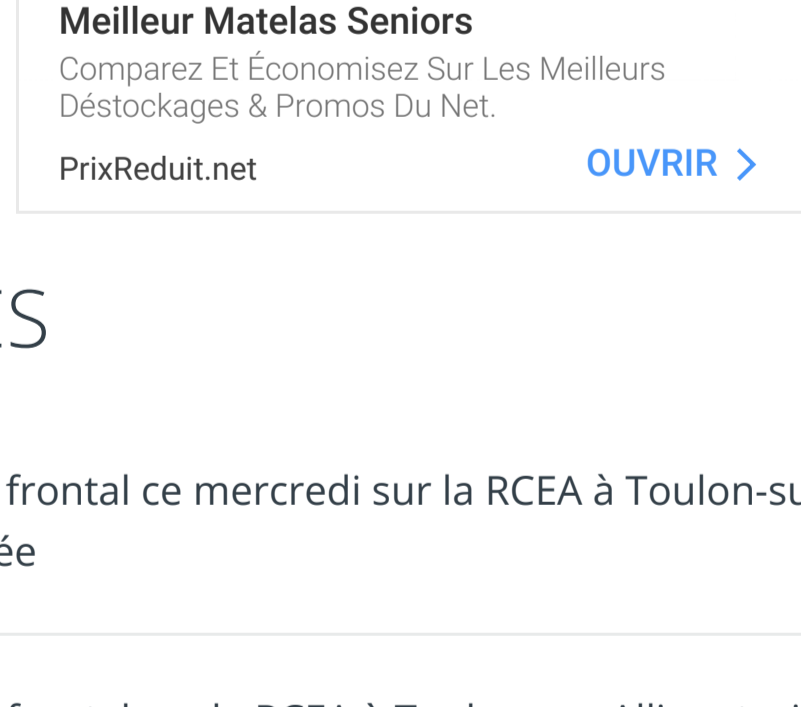 Meilleur Matelas Seniors
Comparez Et Économisez Sur Les Meilleurs
Déstockages & Promos Du Net.
PrixReduit.net
OUVRIR
S
frontal ce mercredi sur la RCEA à Toulon-su
ée